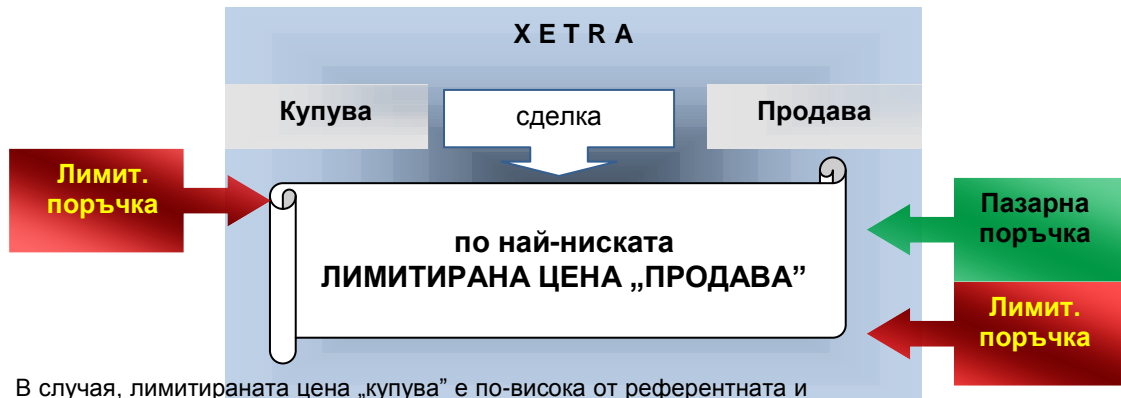 X E T R A
Купува
сделка
Продава
Лимит.
поръчка
по най-ниската
ЛИМИТИРАНА ЦЕНА „ПРОДАВА”
Пазарна
поръчка
Лимит.
поръчка
В случая, лимитираната цена „купува” е по-висока от референтната и